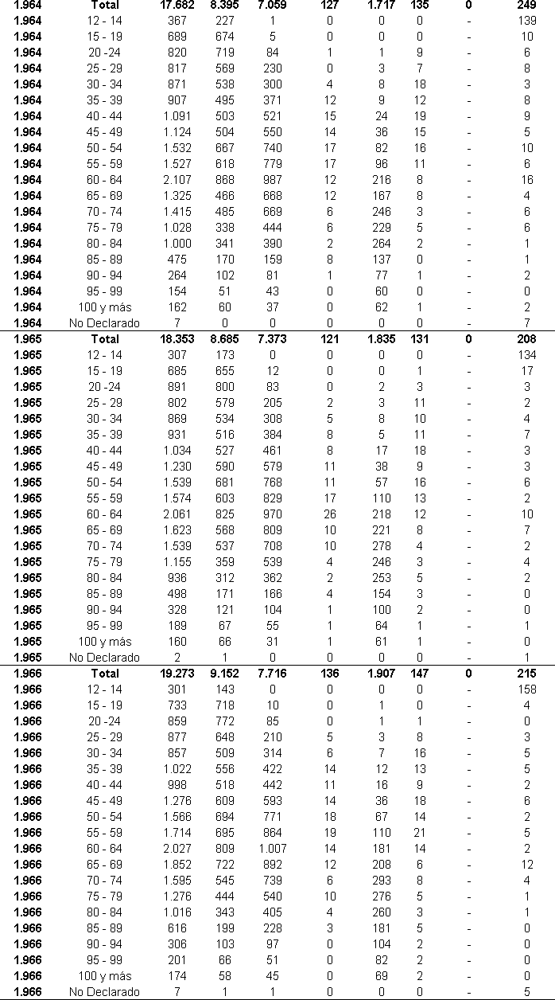 1.964 Total 17.682 8.395 7.059 127 1.717 135 0 249
1.964 12 - 14 367 227 1 0 0 0 - 139
1.964 15 - 19 689 674 5 0 0 0 - 10
1.964 20 -24 820 719 84 1 1 9 - 6
1.964 25 - 29 817 569 230 0 3 7 - 8
1.964 30 - 34 871 538 300 4 8 18 - 3
1.964 35 - 39 907 495 371 12 9 12 - 8
1.964 40 - 44 1.091 503 521 15 24 19 - 9
1.964 45 - 49 1.124 504 550 14 36 15 - 5
1.964 50 - 54 1.532 667 740 17 82 16 - 10
1.964 55 - 59 1.527 618 779 17 96 11 - 6
1.964 60 - 64 2.107 868 987 12 216 8 - 16
1.964 65 - 69 1.325 466 668 12 167 8 - 4
1.964 70 - 74 1.415 485 669 6 246 3 - 6
1.964 75 - 79 1.028 338 444 6 229 5 - 6
1.964 80 - 84 1.000 341 390 2 264 2 - 1
1.964 85 - 89 475 170 159 8 137 0 - 1
1.964 90 - 94 264 102 81 1 77 1 - 2
1.964 95 - 99 154 51 43 0 60 0 - 0
1.964 100 y más 162 60 37 0 62 1 - 2
1.964 No Declarado 7 0 0 0 0 0 - 7
1.965 Total 18.353 8.685 7.373 121 1.835 131 0 208
1.965 12 - 14 307 173 0 0 0 0 - 134
1.965 15 - 19 685 655 12 0 0 1 - 17
1.965 20 -24 891 800 83 0 2 3 - 3
1.965 25 - 29 802 579 205 2 3 11 - 2
1.965 30 - 34 869 534 308 5 8 10 - 4
1.965 35 - 39 931 516 384 8 5 11 - 7
1.965 40 - 44 1.034 527 461 8 17 18 - 3
1.965 45 - 49 1.230 590 579 11 38 9 - 3
1.965 50 - 54 1.539 681 768 11 57 16 - 6
1.965 55 - 59 1.574 603 829 17 110 13 - 2
1.965 60 - 64 2.061 825 970 26 218 12 - 10
1.965 65 - 69 1.623 568 809 10 221 8 - 7
1.965 70 - 74 1.539 537 708 10 278 4 - 2
1.965 75 - 79 1.155 359 539 4 246 3 - 4
1.965 80 - 84 936 312 362 2 253 5 - 2
1.965 85 - 89 498 171 166 4 154 3 - 0
1.965 90 - 94 328 121 104 1 100 2 - 0
1.965 95 - 99 189 67 55 1 64 1 - 1
1.965 100 y más 160 66 31 1 61 1 - 0
1.965 No Declarado 2 1 0 0 0 0 - 1
1.966 Total 19.273 9.152 7.716 136 1.907 147 0 215
1.966 12 - 14 301 143 0 0 0 0 - 158
1.966 15 - 19 733 718 10 0 1 0 - 4
1.966 20 -24 859 772 85 0 1 1 - 0
1.966 25 - 29 877 648 210 5 3 8 - 3
1.966 30 - 34 857 509 314 6 7 16 - 5
1.966 35 - 39 1.022 556 422 14 12 13 - 5
1.966 40 - 44 998 518 442 11 16 9 - 2
1.966 45 - 49 1.276 609 593 14 36 18 - 6
1.966 50 - 54 1.566 694 771 18 67 14 - 2
1.966 55 - 59 1.714 695 864 19 110 21 - 5
1.966 60 - 64 2.027 809 1.007 14 181 14 - 2
1.966 65 - 69 1.852 722 892 12 208 6 - 12
1.966 70 - 74 1.595 545 739 6 293 8 - 4
1.966 75 - 79 1.276 444 540 10 276 5 - 1
1.966 80 - 84 1.016 343 405 4 260 3 - 1
1.966 85 - 89 616 199 228 3 181 5 - 0
1.966 90 - 94 306 103 97 0 104 2 - 0
1.966 95 - 99 201 66 51 0 82 2 - 0
1.966 100 y más 174 58 45 0 69 2 - 0
1.966 No Declarado 7 1 1 0 0 0 - 5